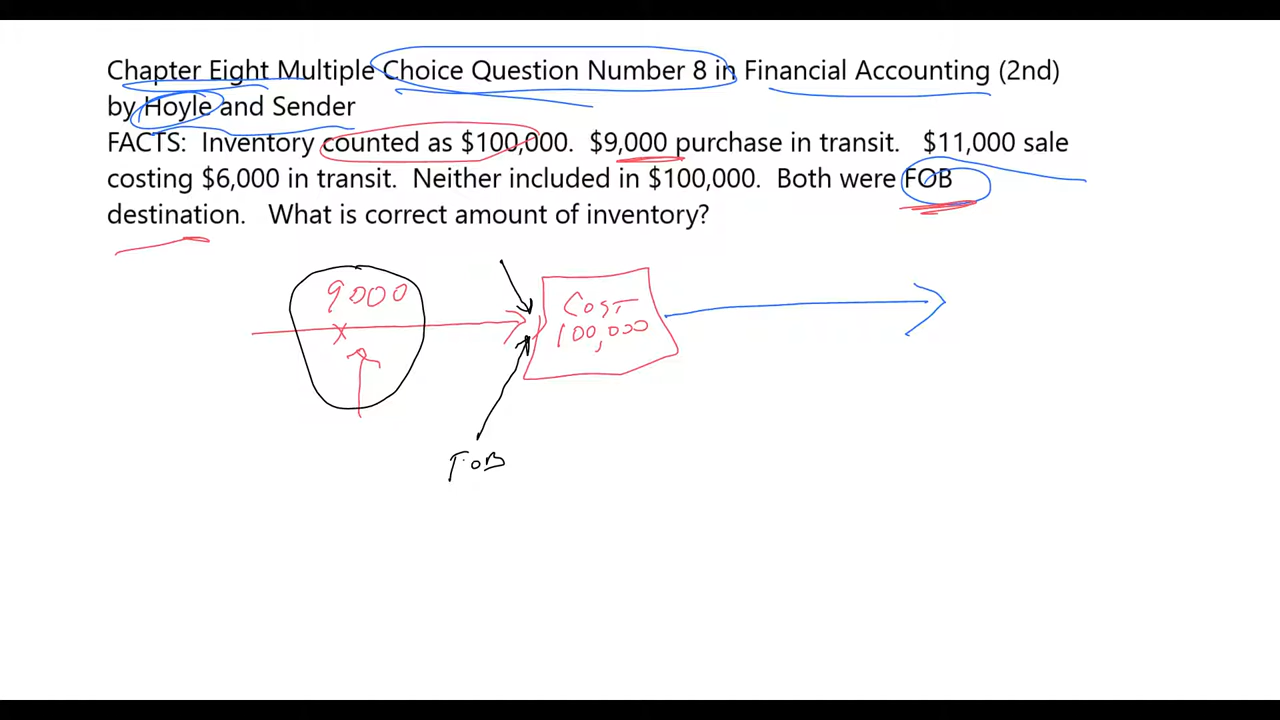 Chapter Eight Multiple Choice Question Number 8 in Financial Accounting (2nd)
by Hoyle and Sender
FACTS:  Inventory counted as $100,000.  $9,000 purchase in transit.  $11,000 sale
costing $6,000 in transit.  Neither included in $100,000.  Both were FOB
destination.   What is correct amount of inventory?
9000
COST
100,000
FOB